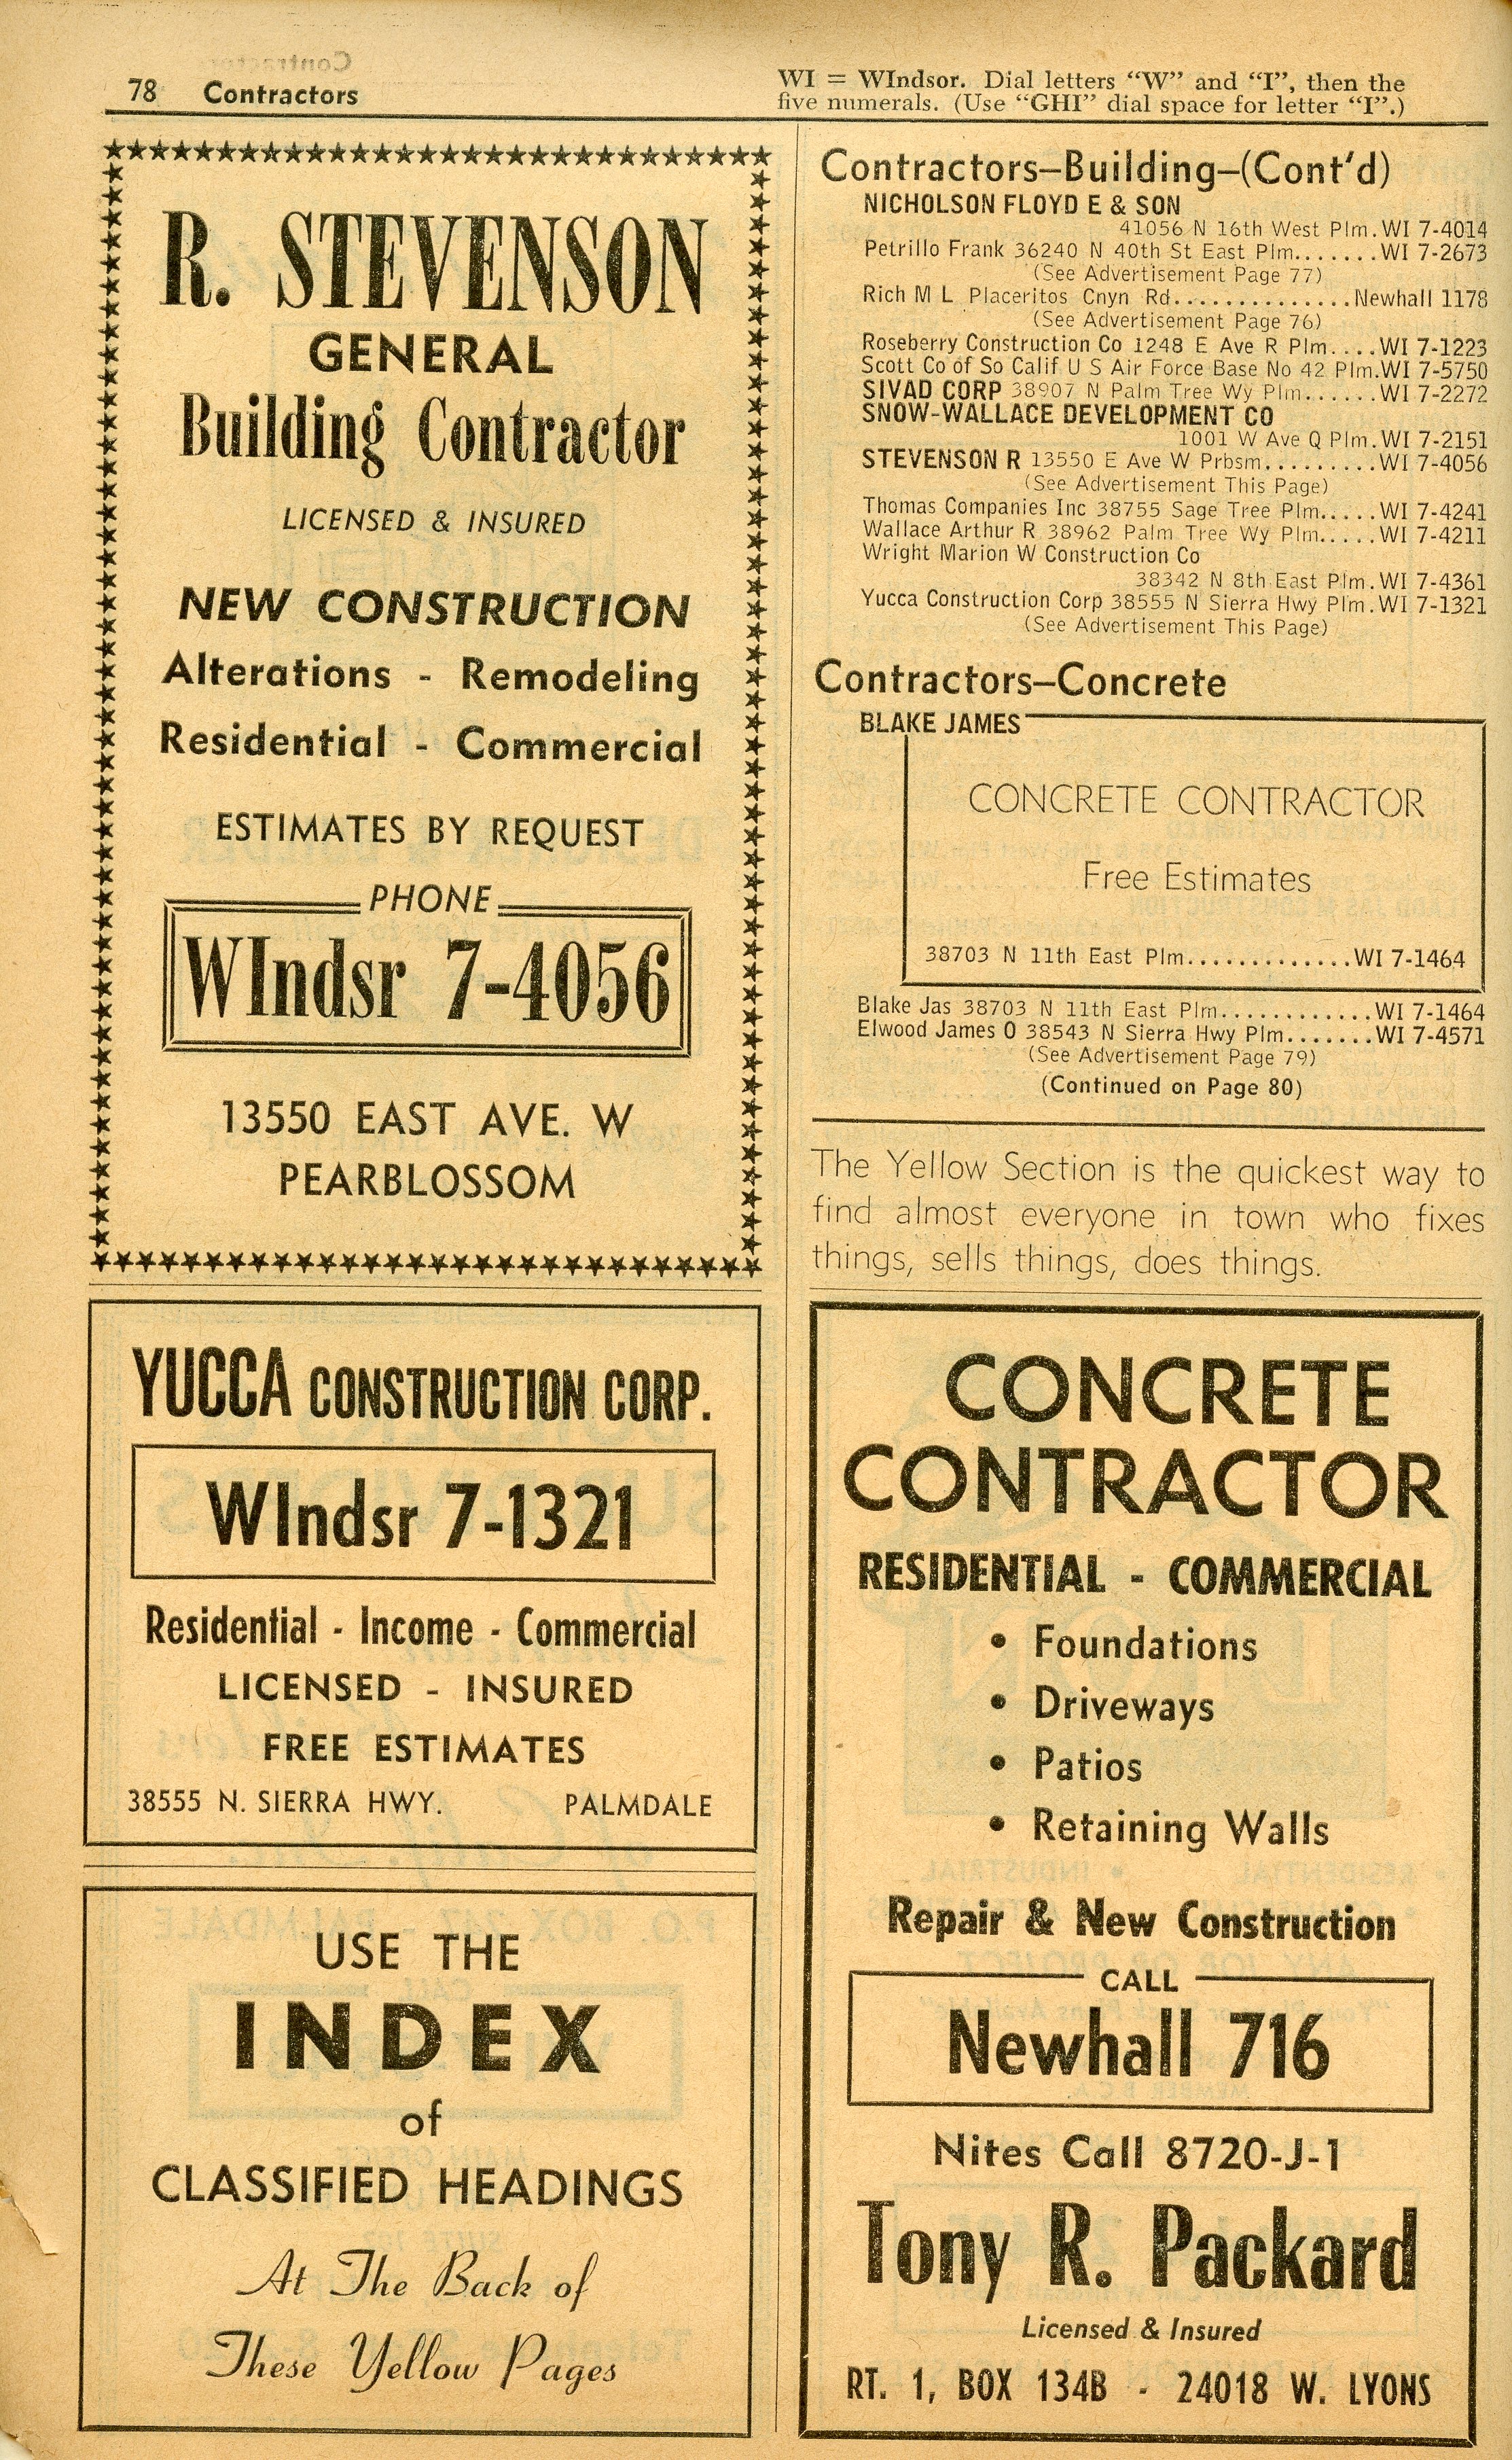 78 Contractors
WI = WIndsor. Dial letters “W” and “I”, then the
five numerals. (Use “GHI” dial space for letter “I”.)
R. STEVENSON
GENERAL
Building Contractor
LICENSED & INSURED
NEW CONSTRUCTION
Alterations - Remodeling
Residential - Commercial
ESTIMATES BY REQUEST
PHONE
WIndsr 7-4056
13550 EAST AVE. W
PEARBLOSSOM
YUCCA CONSTRUCTION CORP.
WIndsr 7-1321
Residential - Income - Commercial
LICENSED - INSURED
FREE ESTIMATES
38555 N. SIERRA HWY. PALMDALE
USE THE
INDEX
of
CLASSIFIED HEADINGS
At The Back of
These Yellow Pages
Contractors—Building—(Cont'd)
NICHOLSON FLOYD E & SON
41056 N 16th West Plm.WI 7-4014
Petrillo Frank 36240 N 40th St East Plm.......WI 7-2673
(See Advertisement Page 77)
Rich M L Placeritos Cnyn Rd..............Newhall 1178
(See Advertisement Page 76)
Roseberry Construction Co 1248 E Ave R Plm....WI 7-1223
Scott Co of So Calif U S Air Force Base No 42 Plm.WI 7-5750
SIVAD CORP 38907 N Palm Tree Wy Plm......WI 7-2272
SNOW-WALLACE DEVELOPMENT CO
1001 W Ave Q Plm.WI 7-2151
STEVENSON R 13550 E Ave W Prbsm.........WI 7-4056
(See Advertisement This Page)
Thomas Companies Inc 38755 Sage Tree Plm.....WI 7-4241
Wallace Arthur R 38962 Palm Tree Wy Plm.....WI 7-4211
Wright Marion W Construction Co
38342 N 8th East Plm.WI 7-4361
Yucca Construction Corp 38555 N Sierra Hwy Plm.WI 7-1321
(See Advertisement This Page)
Contractors—Concrete
BLAKE JAMES
CONCRETE CONTRACTOR
Free Estimates
38703 N 11th East Plm.............WI 7-1464
Blake Jas 38703 N 11th East Plm............WI 7-1464
Elwood James O 38543 N Sierra Hwy Plm.......WI 7-4571
(See Advertisement Page 79)
(Continued on Page 80)
The Yellow Section is the quickest way to
find almost everyone in town who fixes
things, sells things, does things.
CONCRETE
CONTRACTOR
RESIDENTIAL - COMMERCIAL
• Foundations
• Driveways
• Patios
• Retaining Walls
Repair & New Construction
CALL
Newhall 716
Nites Call 8720-J-1
Tony R. Packard
Licensed & Insured
RT. 1, BOX 134B - 24018 W. LYONS